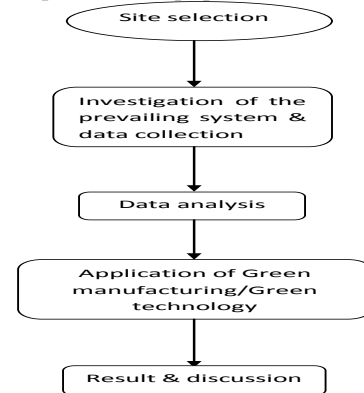 Site selection
Investigation of the
prevailing system &
data collection
Data analysis
Application of Green
manufacturing/Green
technology
Result & discussion